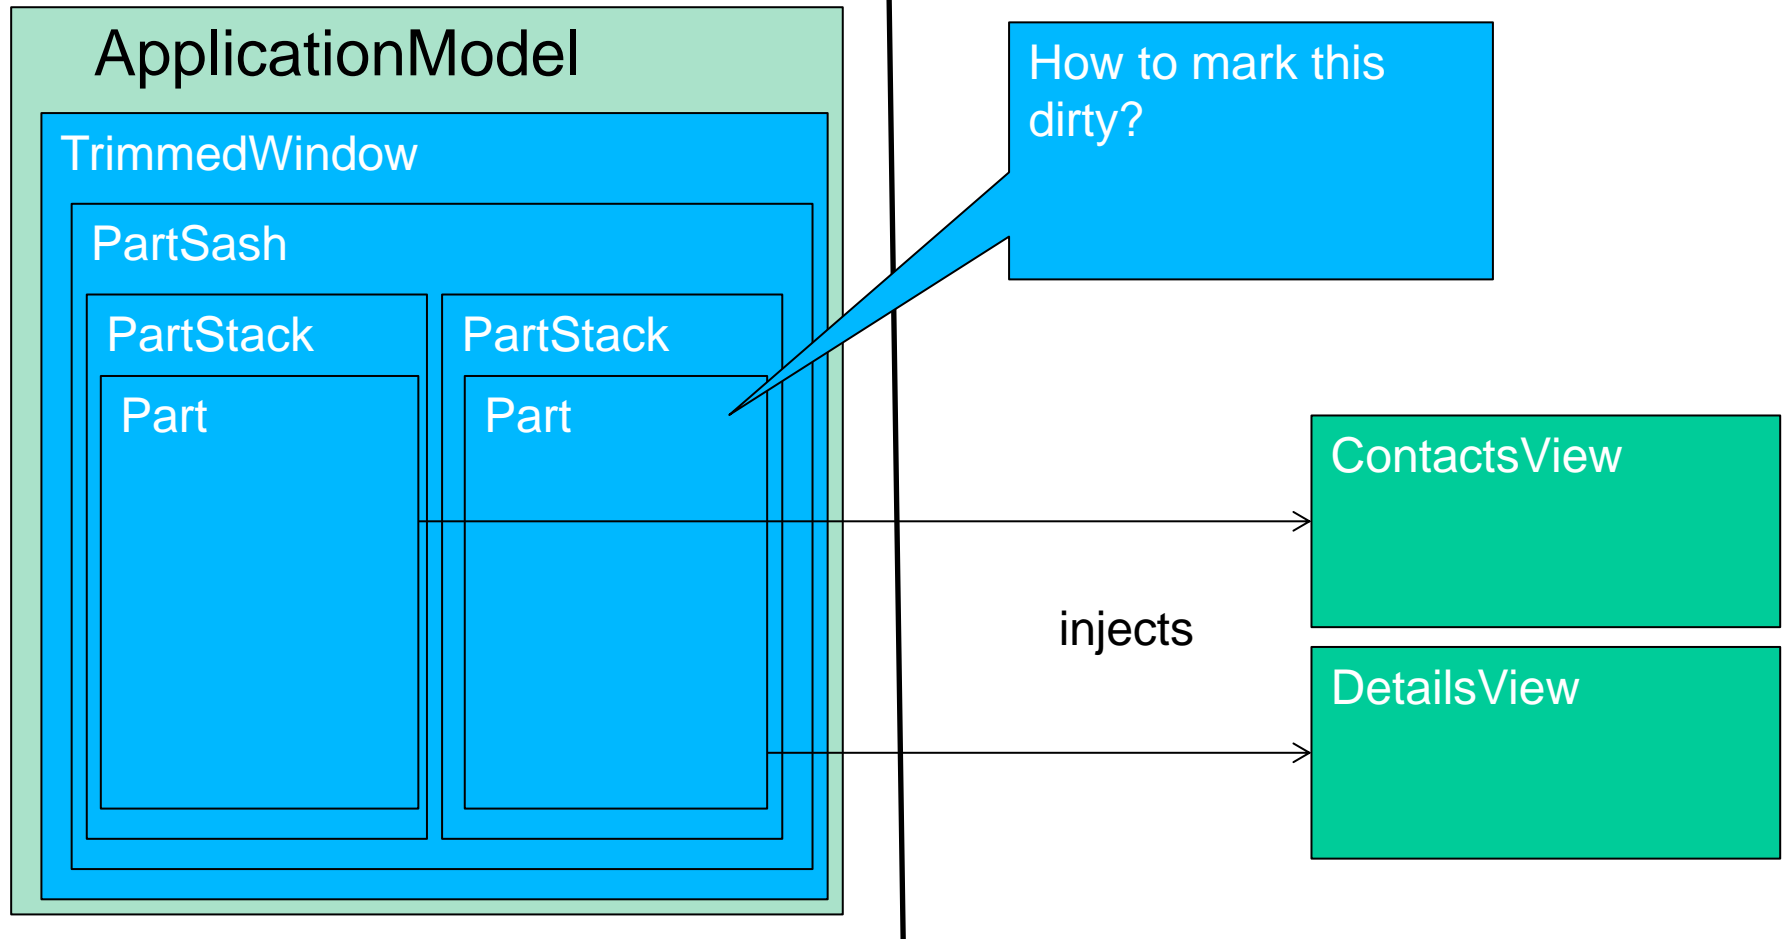 ApplicationModel
TrimmedWindow
PartSash
PartStack
Part
PartStack
Part
How to mark this
dirty?
ContactsView
injects
DetailsView